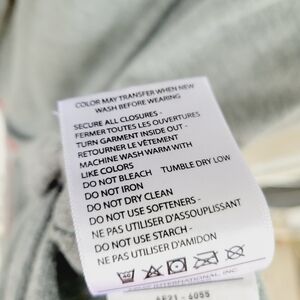 COLOR MAY TRANSFER WHEN NEW
WASH BEFORE WEARING
SECURE ALL CLOSURES -
FERMER TOUTES LES OUVERTURES
TURN GARMENT INSIDE OUT -
RETOURNER LE VÊTEMENT
MACHINE WASH WARM WITH
LIKE COLORS
DO NOT BLEACH TUMBLE DRY LOW
DO NOT IRON
DO NOT DRY CLEAN
DO NOT USE SOFTENERS -
NE PAS UTILISER D'ASSOUPLISSANT
DO NOT USE STARCH -
NE PAS UTILISER D'AMIDON
INTERNATIONAL, INC